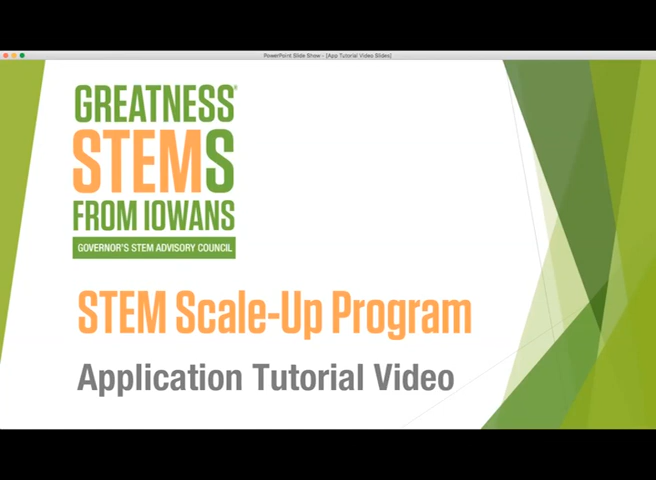 PowerPoint Slide Show - [App Tutorial Video Slides]
GREATNESS
STEMS
FROM IOWANS
GOVERNOR'S STEM ADVISORY COUNCIL
STEM Scale-Up Program
Application Tutorial Video